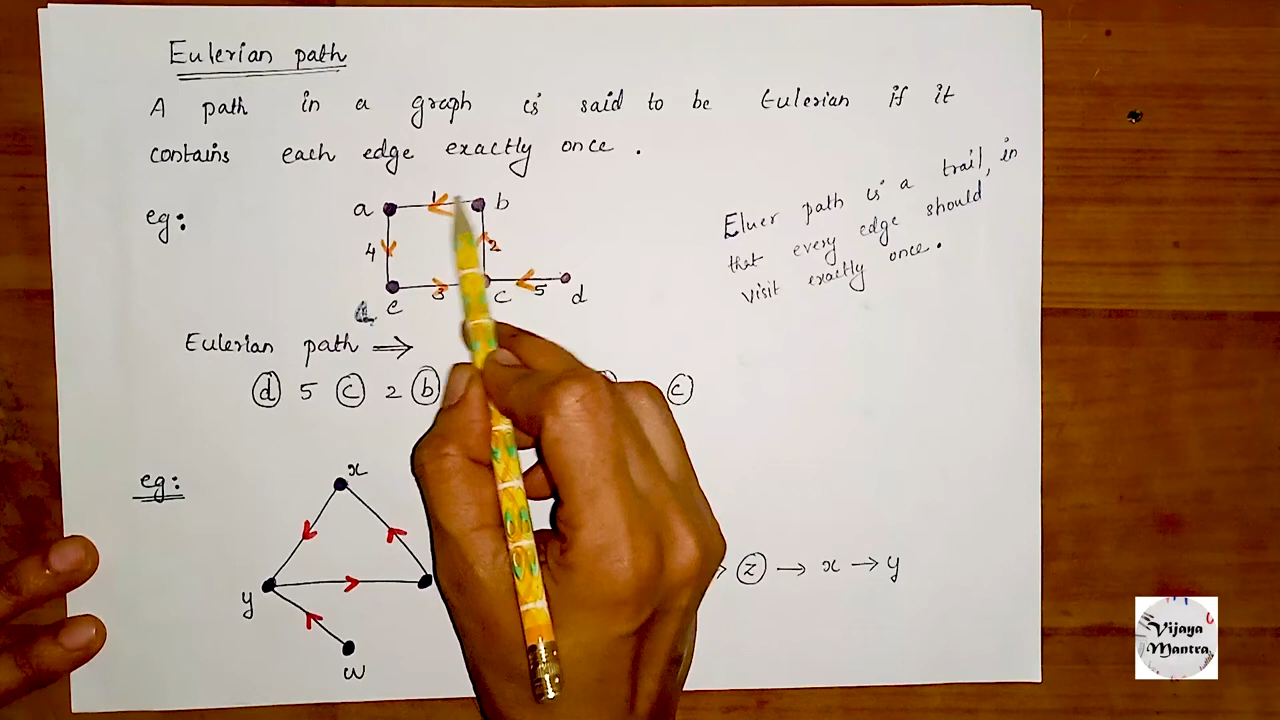 Eulerian path
A path in a graph is said to be Eulerian if it
contains each edge exactly once.
Eluer path is a trail, in
that every edge should
visit exactly once.
eg:
a 1 b
4 2
e 3 c 5 d
Eulerian path ⇒
d 5 c 2 b c
eg:
x
z → x → y
y
w
Vijaya
Mantra